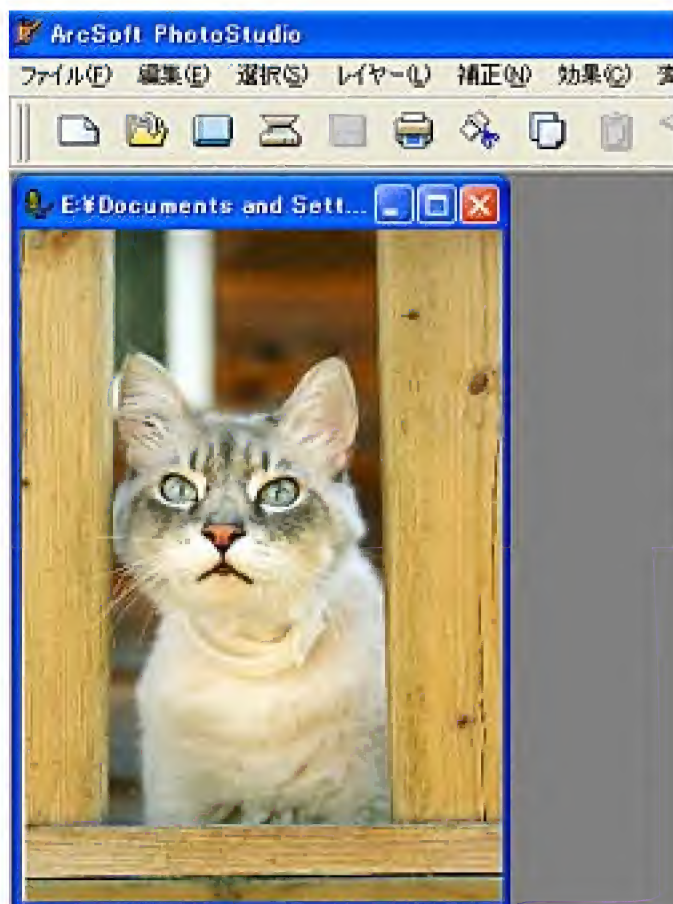 ArcSoft PhotoStudio
ファイル(F) 編集(E) 選択(S) レイヤー(L) 補正(N) 効果(C)
E:¥Documents and Sett...